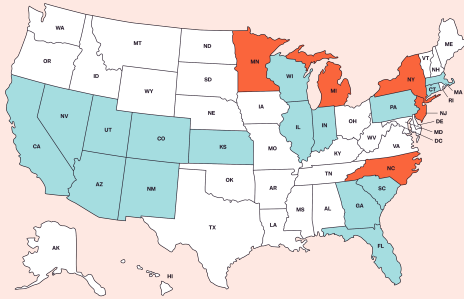 WA
MT
ND
MN
ME
VT
NH
OR
ID
SD
WI
MI
NY
MA
RI
CT
WY
IA
PA
NJ
DE
MD
DC
NV
UT
CO
NE
IL
IN
OH
WV
VA
CA
KS
MO
KY
NC
AZ
NM
OK
AR
TN
SC
TX
LA
MS
AL
GA
FL
AK
HI